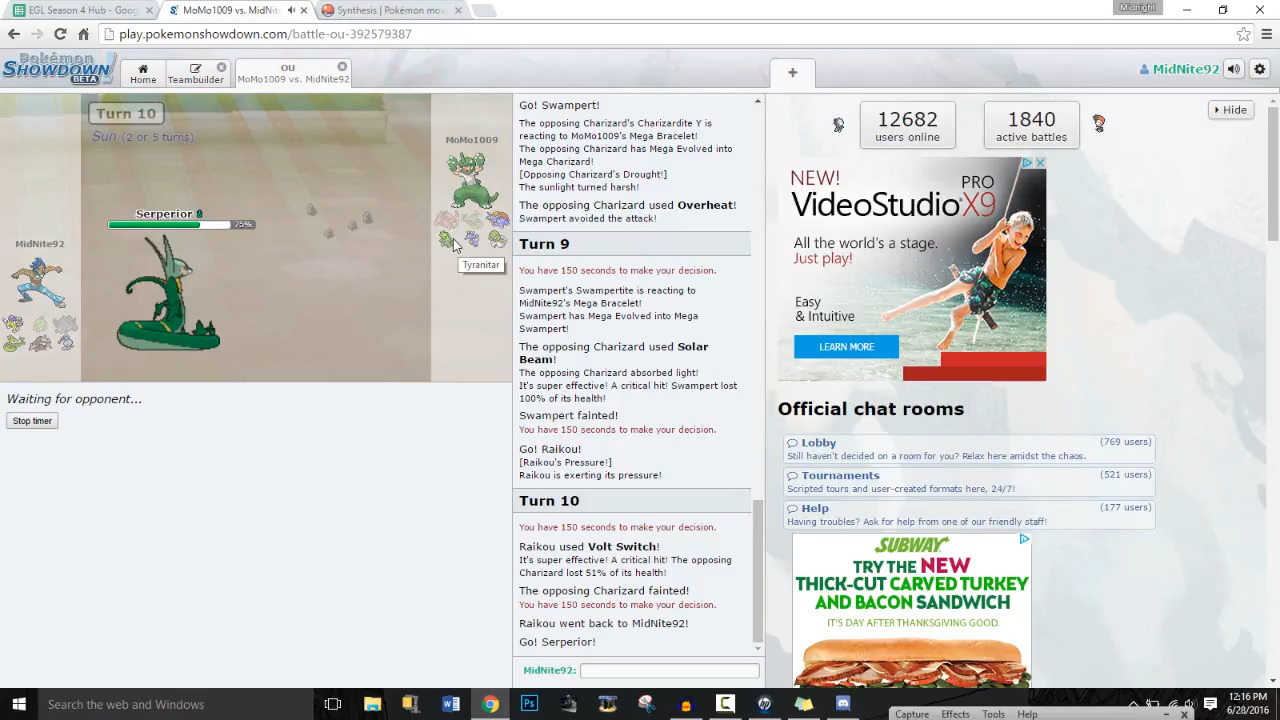 EGL Season 4 Hub - Goog
MoMo1009 vs. MidNite
Synthesis | Pokémon mov
Midnight
play.pokemonshowdown.com/battle-ou-392579387
Pokémon
SHOWDOWN
BETA
Home
Teambuilder
OU
MoMo1009 vs. MidNite92
+
MidNite92
Turn 10
Sun (2 or 5 turns)
MoMo1009
Serperior
75%
MidNite92
Tyranitar
Waiting for opponent...
Stop timer
Go! Swampert!
The opposing Charizard's Charizardite Y is
reacting to MoMo1009's Mega Bracelet!
The opposing Charizard has Mega Evolved into
Mega Charizard!
[Opposing Charizard's Drought!]
The sunlight turned harsh!
The opposing Charizard used Overheat!
Swampert avoided the attack!
Turn 9
You have 150 seconds to make your decision.
Swampert's Swampertite is reacting to
MidNite92's Mega Bracelet!
Swampert has Mega Evolved into Mega
Swampert!
The opposing Charizard used Solar
Beam!
The opposing Charizard absorbed light!
It's super effective! A critical hit! Swampert lost
100% of its health!
Swampert fainted!
You have 150 seconds to make your decision.
Go! Raikou!
[Raikou's Pressure!]
Raikou is exerting its pressure!
Turn 10
You have 150 seconds to make your decision.
Raikou used Volt Switch!
It's super effective! A critical hit! The opposing
Charizard lost 51% of its health!
The opposing Charizard fainted!
You have 150 seconds to make your decision.
Raikou went back to MidNite92!
Go! Serperior!
MidNite92:
Hide
12682
users online
1840
active battles
NEW!
PRO
VideoStudio X9
All the world's a stage.
Just play!
Easy
& Intuitive
LEARN MORE
Official chat rooms
Lobby
(769 users)
Still haven't decided on a room for you? Relax here amidst the chaos.
Tournaments
(521 users)
Scripted tours and user-created formats here, 24/7!
Help
(177 users)
Having troubles? Ask for help from one of our friendly staff!
SUBWAY
TRY THE NEW
THICK-CUT CARVED TURKEY
AND BACON SANDWICH
IT'S DAY AFTER THANKSGIVING GOOD.
Search the web and Windows
12:16 PM
6/28/2016
Capture Effects Tools Help